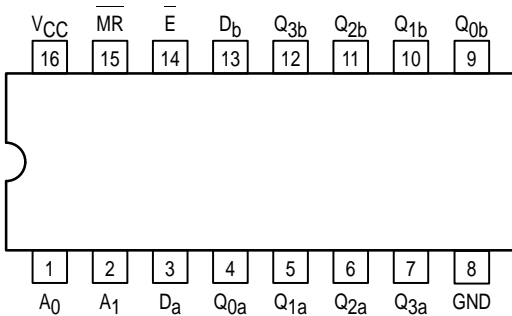 VCC MR E Db Q3b Q2b Q1b Q0b
16 15 14 13 12 11 10 9
1 2 3 4 5 6 7 8
A0 A1 Da Q0a Q1a Q2a Q3a GND